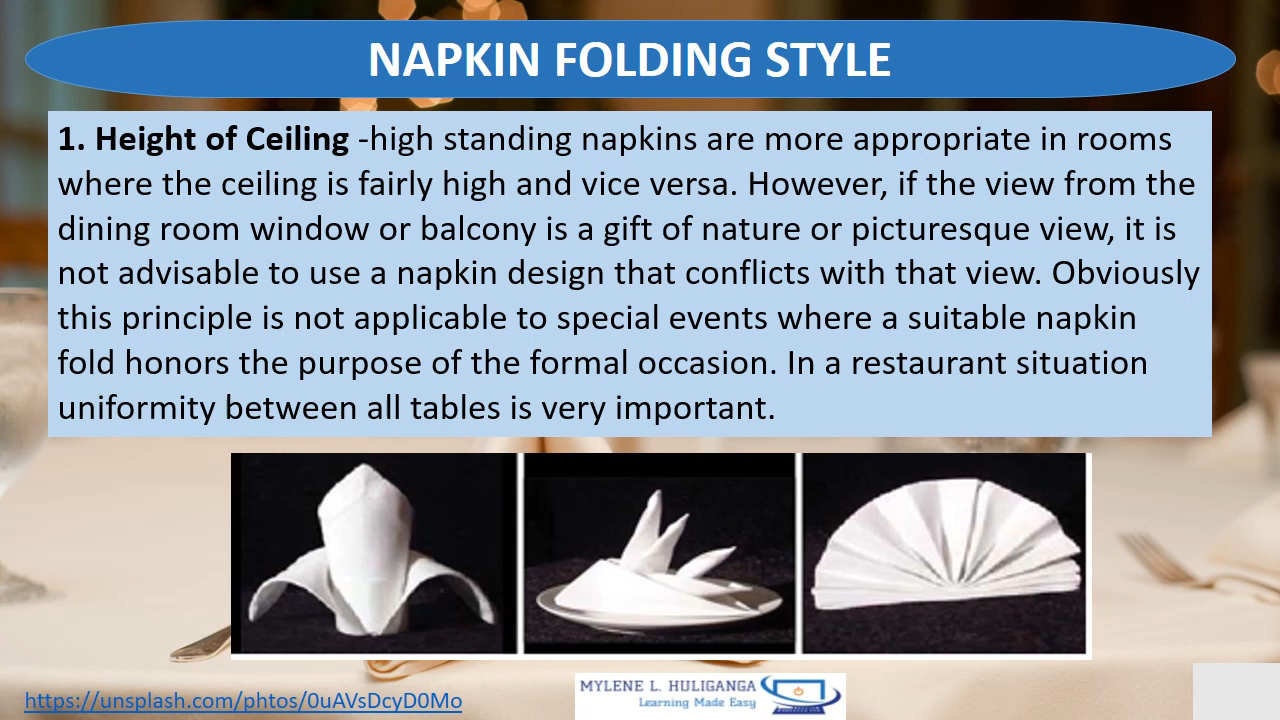 NAPKIN FOLDING STYLE
1. Height of Ceiling -high standing napkins are more appropriate in rooms
where the ceiling is fairly high and vice versa. However, if the view from the
dining room window or balcony is a gift of nature or picturesque view, it is
not advisable to use a napkin design that conflicts with that view. Obviously
this principle is not applicable to special events where a suitable napkin
fold honors the purpose of the formal occasion. In a restaurant situation
uniformity between all tables is very important.
https://unsplash.com/phtos/0uAVsDcyD0Mo
MYLENE L. HULIGANGA
Learning Made Easy